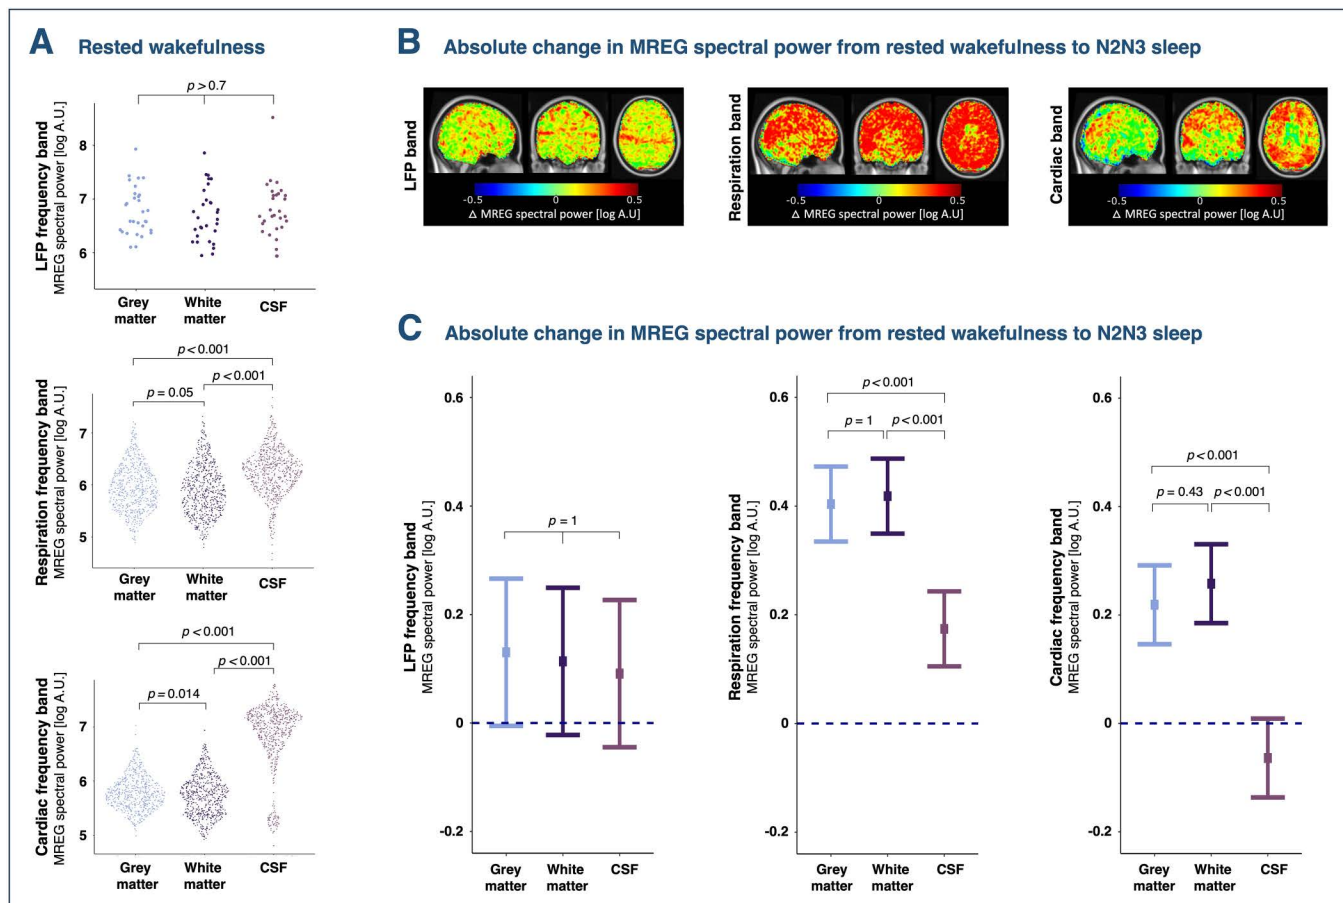 A Rested wakefulness
p > 0.7
LFP frequency band
MREG spectral power [log A.U.]
8
7
6
Grey matter
White matter
CSF
p < 0.001
p < 0.001
p = 0.05
Respiration frequency band
MREG spectral power [log A.U.]
7
6
5
Grey matter
White matter
CSF
p < 0.001
p < 0.001
p = 0.014
Cardiac frequency band
MREG spectral power [log A.U.]
7
6
5
Grey matter
White matter
CSF
B Absolute change in MREG spectral power from rested wakefulness to N2N3 sleep
LFP band
-0.5 0 0.5
Δ MREG spectral power [log A.U]
Respiration band
-0.5 0 0.5
Δ MREG spectral power [log A.U]
Cardiac band
-0.5 0 0.5
Δ MREG spectral power [log A.U]
C Absolute change in MREG spectral power from rested wakefulness to N2N3 sleep
LFP frequency band
MREG spectral power [log A.U.]
0.6
0.4
0.2
0
-0.2
p = 1
Grey matter
White matter
CSF
Respiration frequency band
MREG spectral power [log A.U.]
0.6
0.4
0.2
0
-0.2
p < 0.001
p = 1
p < 0.001
Grey matter
White matter
CSF
Cardiac frequency band
MREG spectral power [log A.U.]
0.6
0.4
0.2
0
-0.2
p < 0.001
p = 0.43
p < 0.001
Grey matter
White matter
CSF